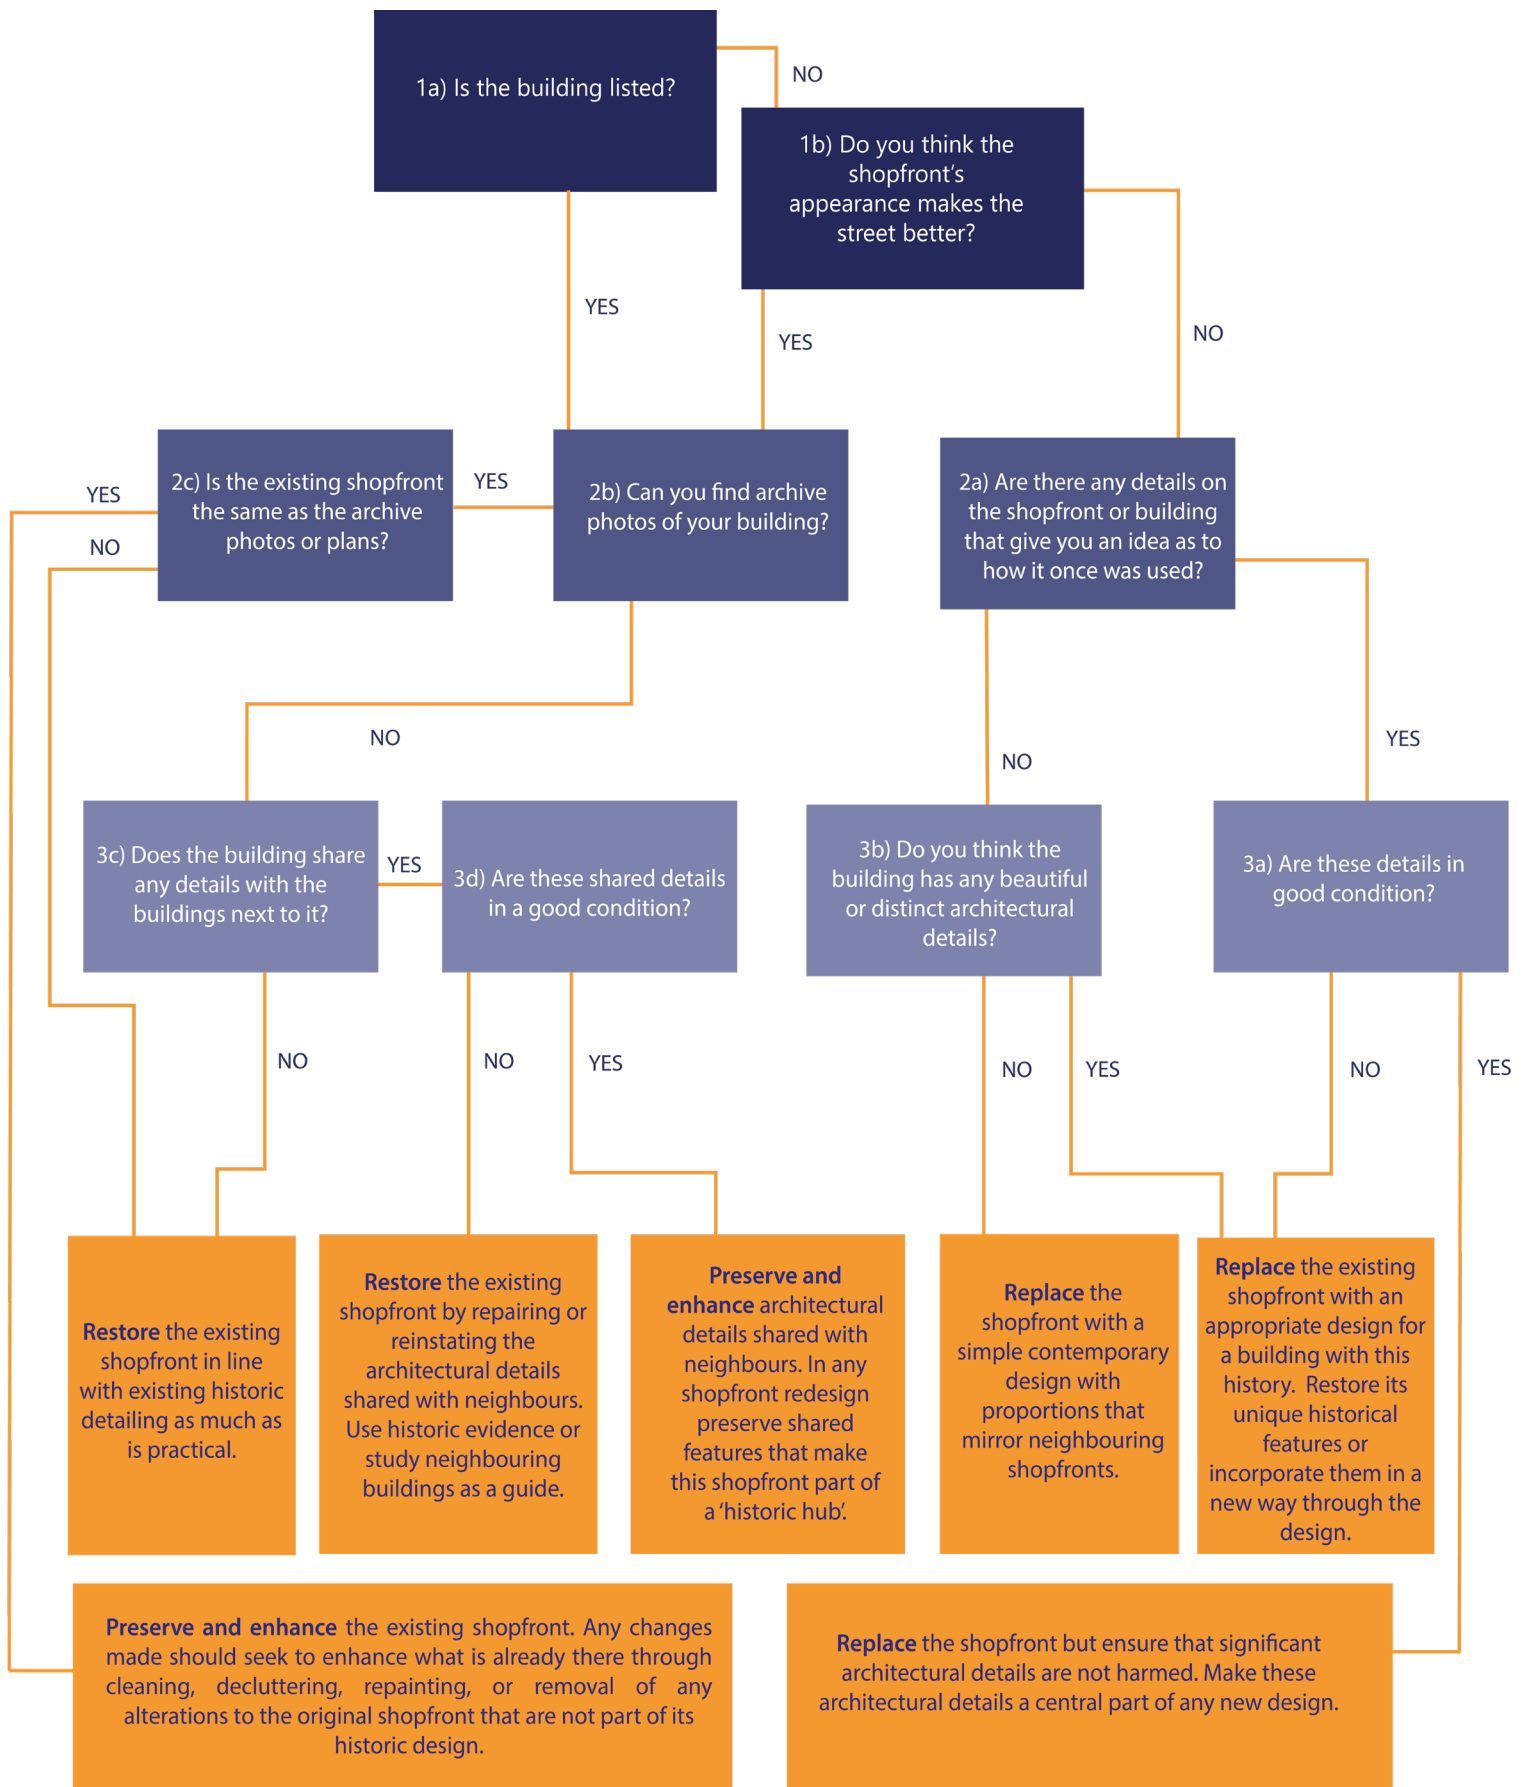 1a) Is the building listed?
NO
1b) Do you think the
shopfront's
appearance makes the
street better?
YES
YES
NO
2c) Is the existing shopfront
the same as the archive
photos or plans?
YES
NO
YES
2b) Can you find archive
photos of your building?
2a) Are there any details on
the shopfront or building
that give you an idea as to
how it once was used?
NO
NO
YES
3c) Does the building share
any details with the
buildings next to it?
YES
3d) Are these shared details
in a good condition?
3b) Do you think the
building has any beautiful
or distinct architectural
details?
3a) Are these details in
good condition?
NO
NO
YES
NO
YES
NO
YES
Restore the existing
shopfront in line
with existing historic
detailing as much as
is practical.
Restore the existing
shopfront by repairing or
reinstating the
architectural details
shared with neighbours.
Use historic evidence or
study neighbouring
buildings as a guide.
Preserve and
enhance architectural
details shared with
neighbours. In any
shopfront redesign
preserve shared
features that make
this shopfront part of
a ‘historic hub’.
Replace the
shopfront with a
simple contemporary
design with
proportions that
mirror neighbouring
shopfronts.
Replace the existing
shopfront with an
appropriate design for
a building with this
history. Restore its
unique historical
features or
incorporate them in a
new way through the
design.
Preserve and enhance the existing shopfront. Any changes
made should seek to enhance what is already there through
cleaning, decluttering, repainting, or removal of any
alterations to the original shopfront that are not part of its
historic design.
Replace the shopfront but ensure that significant
architectural details are not harmed. Make these
architectural details a central part of any new design.